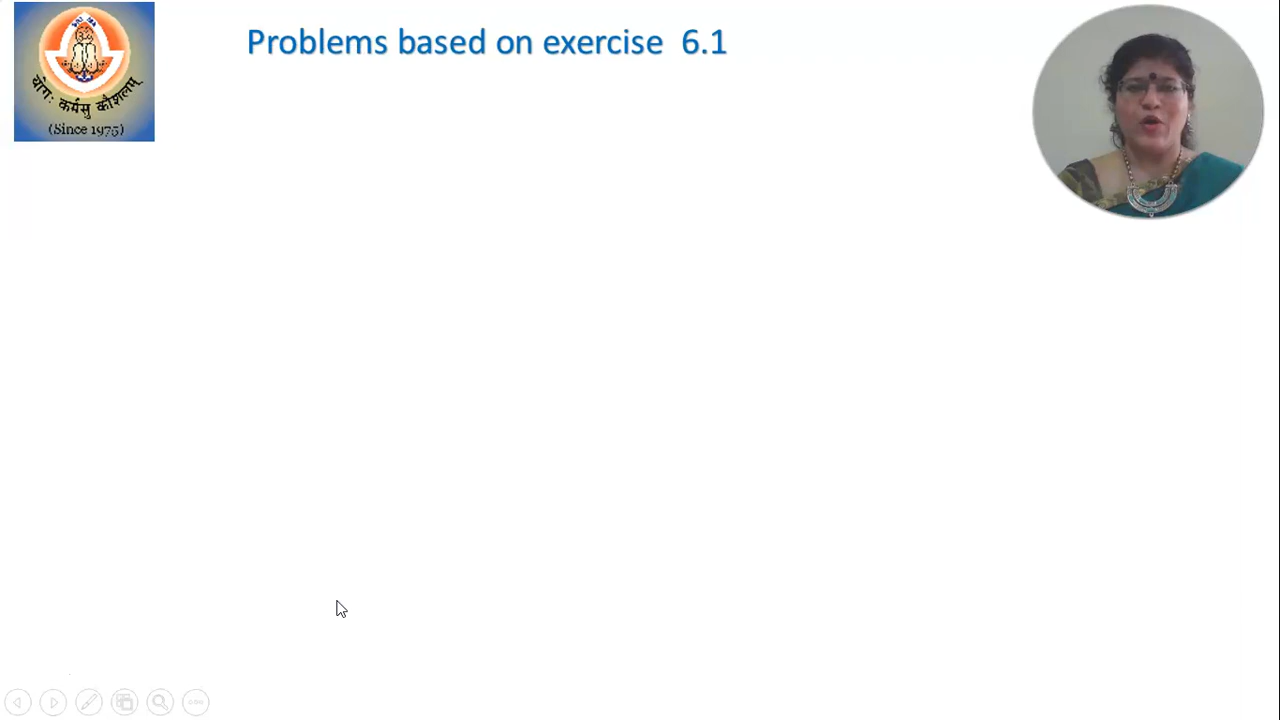 Problems based on exercise 6.1
योगः कर्मसु कौशलम्
(Since 1975)